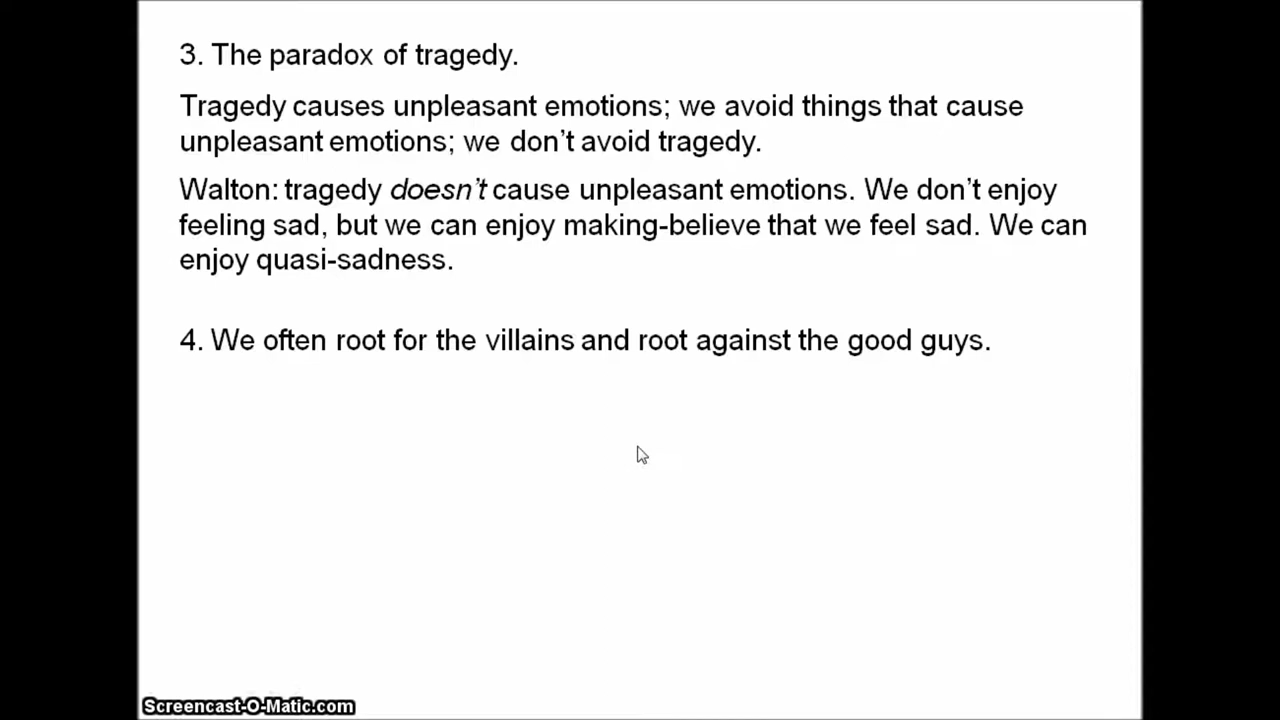 3. The paradox of tragedy.
Tragedy causes unpleasant emotions; we avoid things that cause
unpleasant emotions; we don't avoid tragedy.
Walton: tragedy doesn't cause unpleasant emotions. We don't enjoy
feeling sad, but we can enjoy making-believe that we feel sad. We can
enjoy quasi-sadness.
4. We often root for the villains and root against the good guys.
Screencast-O-Matic.com